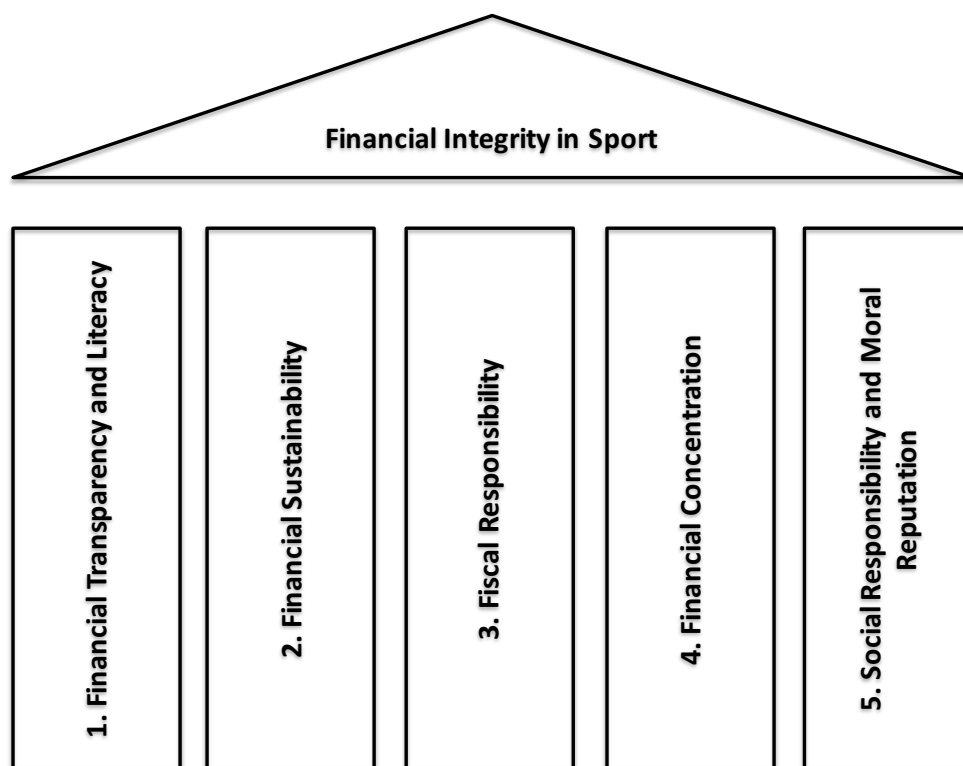 Financial Integrity in Sport
1. Financial Transparency and Literacy
2. Financial Sustainability
3. Fiscal Responsibility
4. Financial Concentration
5. Social Responsibility and Moral
Reputation